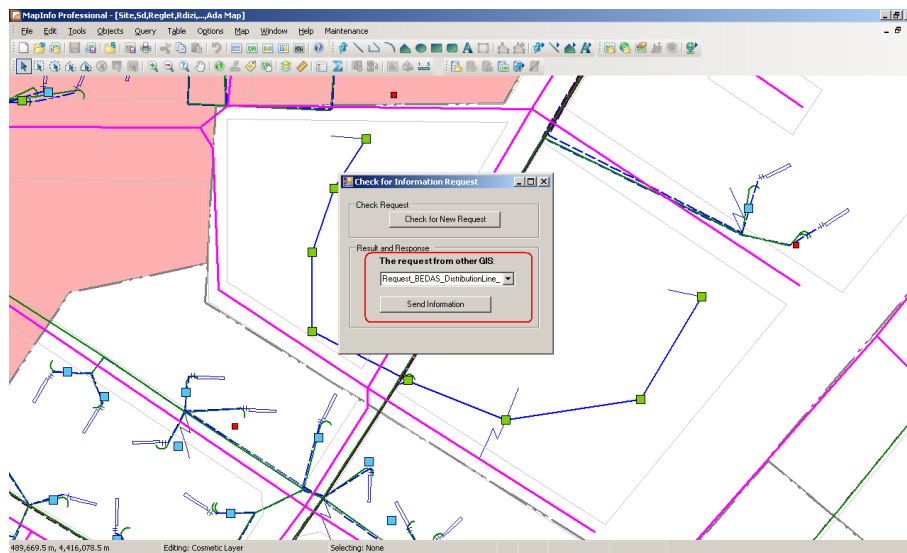 MapInfo Professional - [Site,Sd,Reglet,Rdizi,...,Ada Map]
File Edit Tools Objects Query Table Options Map Window Help Maintenance
Check for Information Request
Check Request
Check for New Request
Result and Response
The request from other GIS:
Request_BEDAS_DistributionLine_
Send Information
489,669.5 m, 4,416,078.5 m Editing: Cosmetic Layer Selecting: None